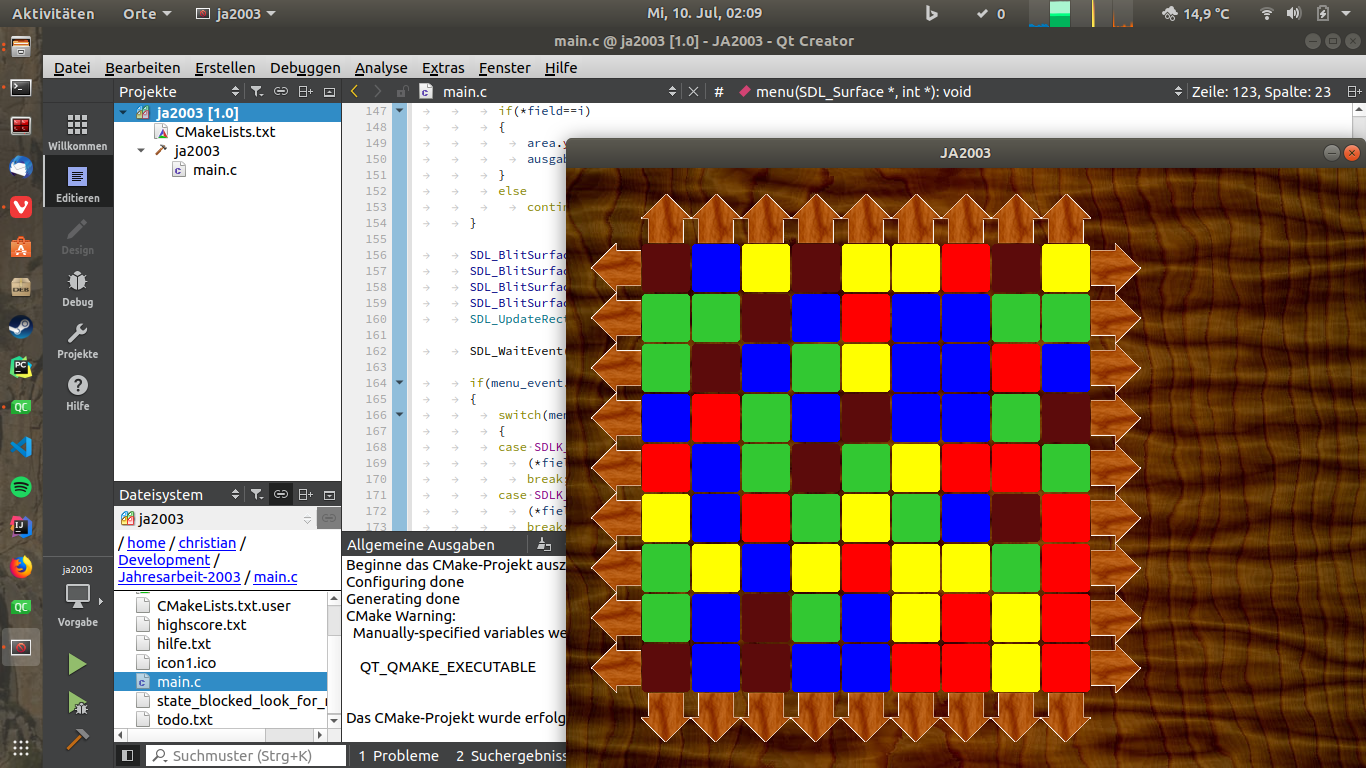 Aktivitäten Orte ja2003 Mi, 10. Jul, 02:09 0 14,9 °C
main.c @ ja2003 [1.0] - JA2003 - Qt Creator
Datei Bearbeiten Erstellen Debuggen Analyse Extras Fenster Hilfe
Projekte main.c # menu(SDL_Surface *, int *): void Zeile: 123, Spalte: 23
Willkommen
Editieren
Design
Debug
Projekte
Hilfe
ja2003
Vorgabe
ja2003 [1.0]
CMakeLists.txt
ja2003
main.c
147 if(*field==i)
148 {
149 area.y
150 ausgab
151 }
152 else
153 contin
154 }
155
156 SDL_BlitSurfac
157 SDL_BlitSurfac
158 SDL_BlitSurfac
159 SDL_BlitSurfac
160 SDL_UpdateRect
161
162 SDL_WaitEvent(
163
164 if(menu_event.
165 {
166 switch(men
167 {
168 case SDLK_
169 (*fiel
170 break;
171 case SDLK_
172 (*fiel
173 break;
JA2003
Dateisystem
ja2003
/ home / christian /
Development /
Jahresarbeit-2003 / main.c
CMakeLists.txt.user
highscore.txt
hilfe.txt
icon1.ico
main.c
state_blocked_look_for_r
todo.txt
Allgemeine Ausgaben
Beginne das CMake-Projekt ausz
Configuring done
Generating done
CMake Warning:
Manually-specified variables we
QT_QMAKE_EXECUTABLE
Das CMake-Projekt wurde erfolg
Suchmuster (Strg+K) 1 Probleme 2 Suchergebniss
DEB
PC
QC
IJ
QC